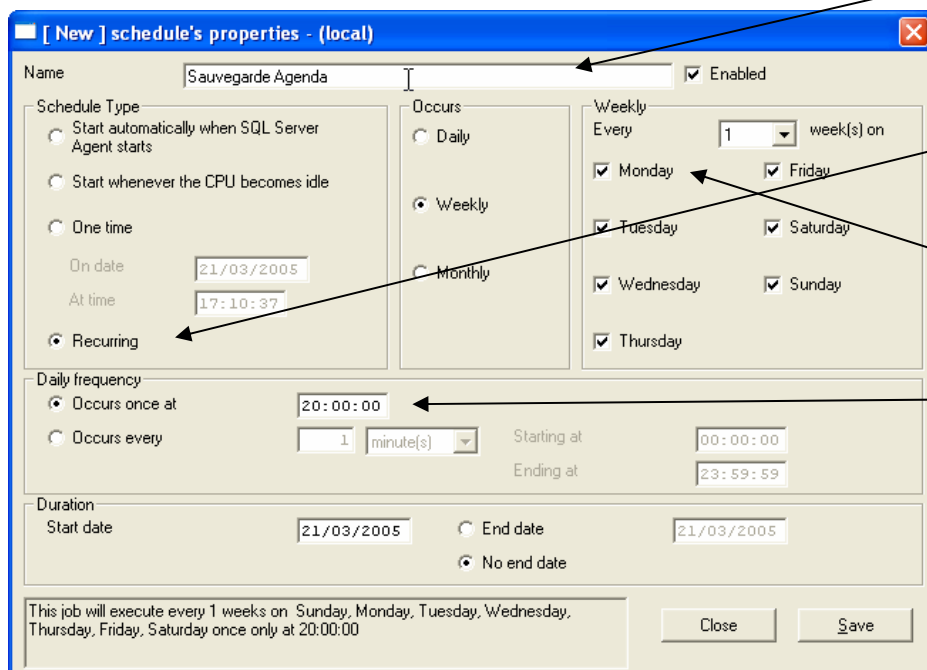 [ New ] schedule's properties - (local)
Name
Sauvegarde Agenda
Enabled
Schedule Type
Start automatically when SQL Server
Agent starts
Start whenever the CPU becomes idle
One time
On date
21/03/2005
At time
17:10:37
Recurring
Occurs
Daily
Weekly
Monthly
Weekly
Every
1
week(s) on
Monday
Friday
Tuesday
Saturday
Wednesday
Sunday
Thursday
Daily frequency
Occurs once at
20:00:00
Occurs every
1
minute(s)
Starting at
00:00:00
Ending at
23:59:59
Duration
Start date
21/03/2005
End date
21/03/2005
No end date
This job will execute every 1 weeks on Sunday, Monday, Tuesday, Wednesday,
Thursday, Friday, Saturday once only at 20:00:00
Close
Save